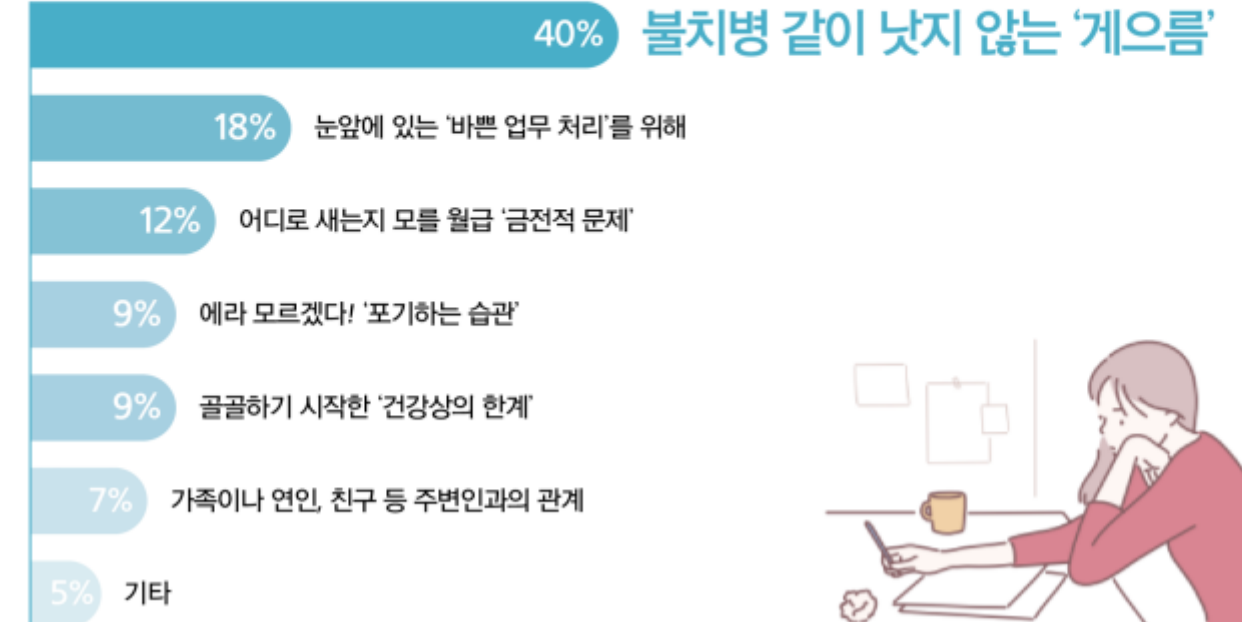 40% 불치병 같이 낫지 않는 ‘게으름’
18% 눈앞에 있는 ‘바쁜 업무 처리’를 위해
12% 어디로 새는지 모를 월급 ‘금전적 문제’
9% 에라 모르겠다! ‘포기하는 습관’
9% 골골하기 시작한 ‘건강상의 한계’
7% 가족이나 연인, 친구 등 주변인과의 관계
5% 기타